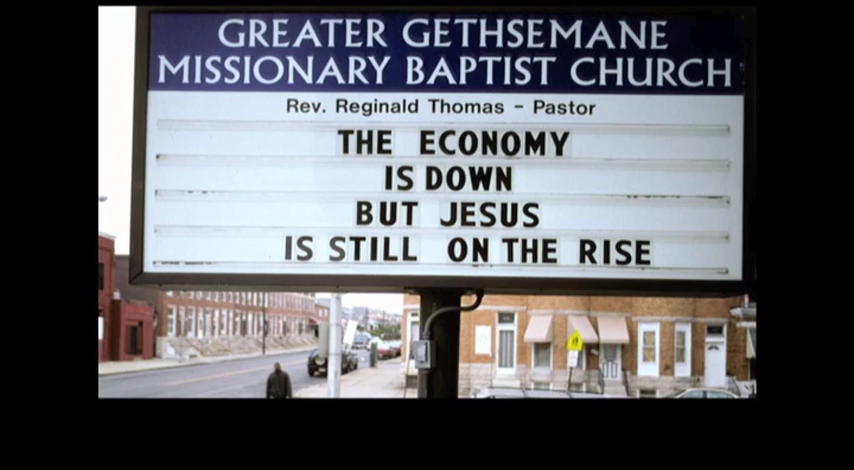 GREATER GETHSEMANE
MISSIONARY BAPTIST CHURCH
Rev. Reginald Thomas - Pastor
THE ECONOMY
IS DOWN
BUT JESUS
IS STILL ON THE RISE